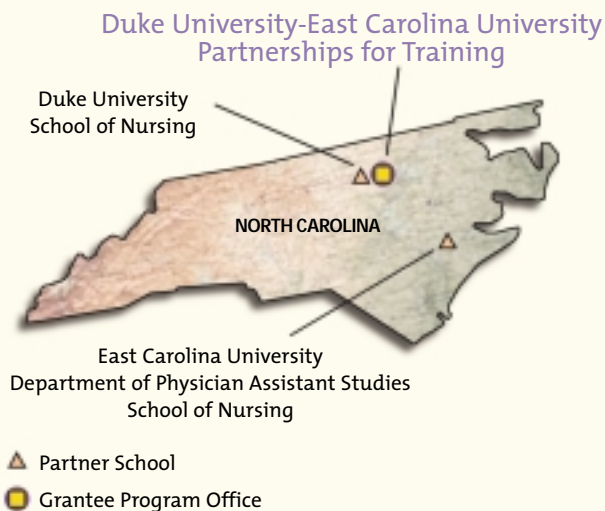 Duke University-East Carolina University
Partnerships for Training
Duke University
School of Nursing
NORTH CAROLINA
East Carolina University
Department of Physician Assistant Studies
School of Nursing
Partner School
Grantee Program Office